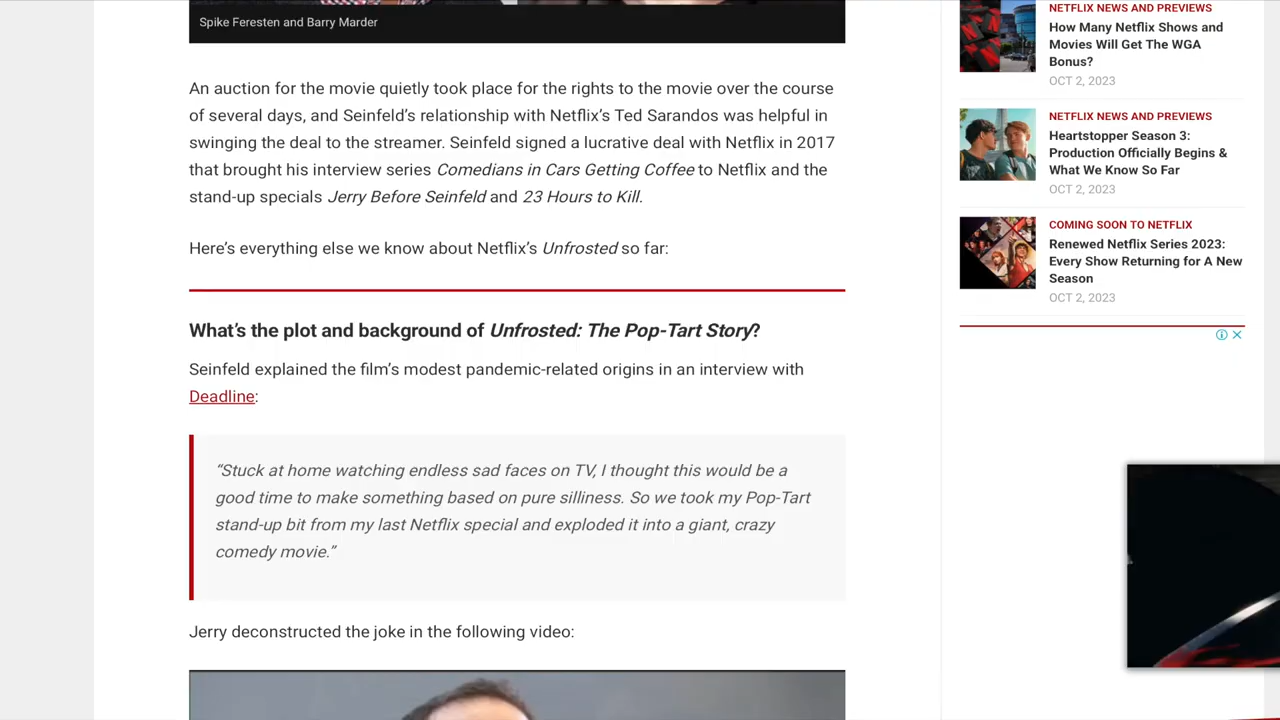 Spike Feresten and Barry Marder
An auction for the movie quietly took place for the rights to the movie over the course
of several days, and Seinfeld’s relationship with Netflix’s Ted Sarandos was helpful in
swinging the deal to the streamer. Seinfeld signed a lucrative deal with Netflix in 2017
that brought his interview series Comedians in Cars Getting Coffee to Netflix and the
stand-up specials Jerry Before Seinfeld and 23 Hours to Kill.
Here’s everything else we know about Netflix’s Unfrosted so far:
What’s the plot and background of Unfrosted: The Pop-Tart Story?
Seinfeld explained the film’s modest pandemic-related origins in an interview with
Deadline:
“Stuck at home watching endless sad faces on TV, I thought this would be a
good time to make something based on pure silliness. So we took my Pop-Tart
stand-up bit from my last Netflix special and exploded it into a giant, crazy
comedy movie.”
Jerry deconstructed the joke in the following video:
NETFLIX NEWS AND PREVIEWS
How Many Netflix Shows and
Movies Will Get The WGA
Bonus?
OCT 2, 2023
NETFLIX NEWS AND PREVIEWS
Heartstopper Season 3:
Production Officially Begins &
What We Know So Far
OCT 2, 2023
COMING SOON TO NETFLIX
Renewed Netflix Series 2023:
Every Show Returning for A New
Season
OCT 2, 2023